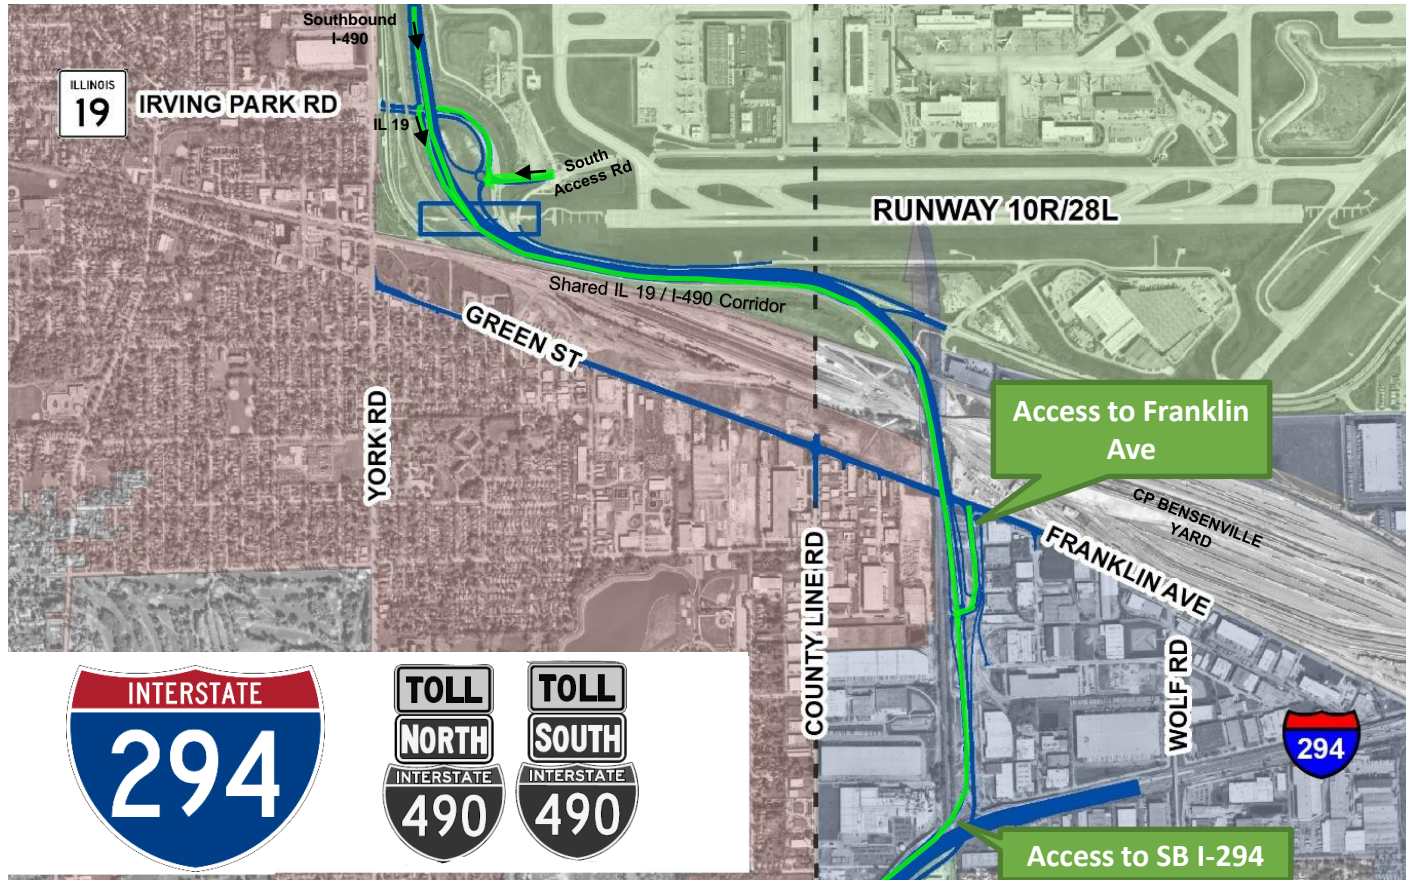 Southbound
I-490
ILLINOIS
19
IRVING PARK RD
IL 19
South
Access Rd
RUNWAY 10R/28L
Shared IL 19 / I-490 Corridor
GREEN ST
YORK RD
Access to Franklin
Ave
CP BENSENVILLE
YARD
FRANKLIN AVE
COUNTY LINE RD
WOLF RD
INTERSTATE
294
TOLL
NORTH
INTERSTATE
490
TOLL
SOUTH
INTERSTATE
490
294
Access to SB I-294